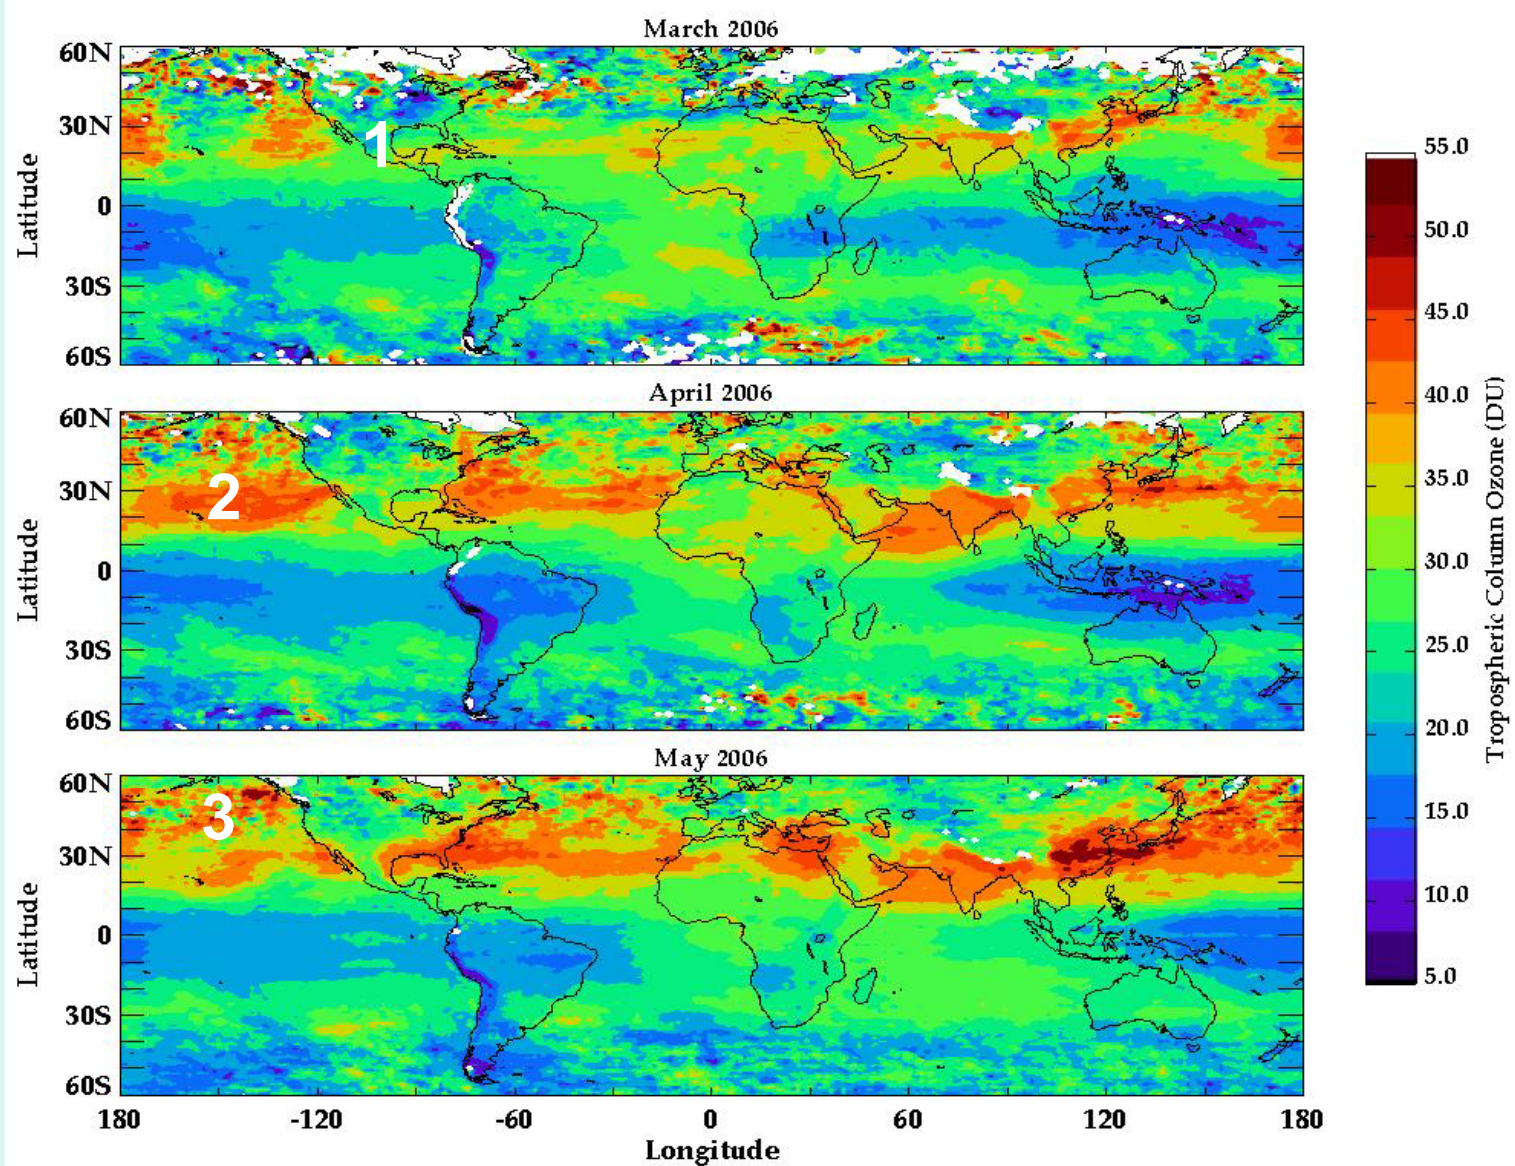 March 2006
60N
30N
0
30S
60S
Latitude
1
April 2006
60N
30N
0
30S
60S
Latitude
2
May 2006
60N
30N
0
30S
60S
Latitude
3
180 -120 -60 0 60 120 180
Longitude
55.0
50.0
45.0
40.0
35.0
30.0
25.0
20.0
15.0
10.0
5.0
Tropospheric Column Ozone (DU)